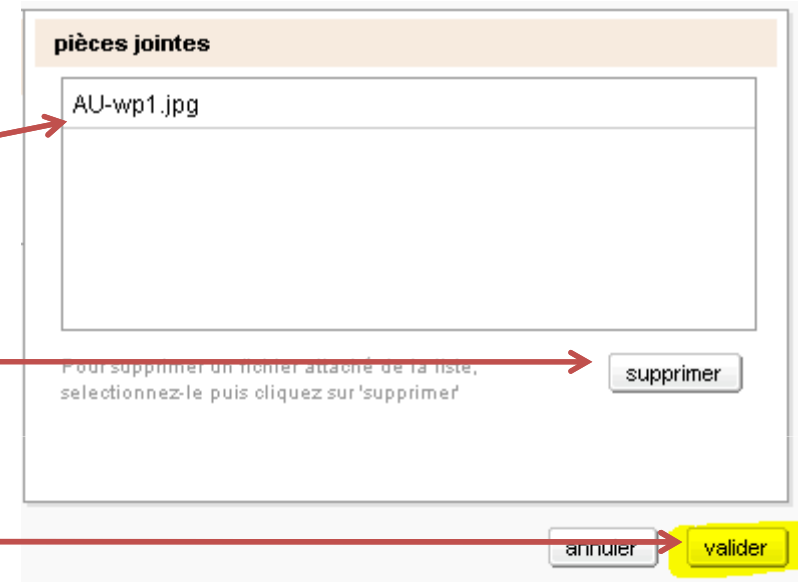 pièces jointes
AU-wp1.jpg
Pour supprimer un fichier attaché de la liste,
selectionnez-le puis cliquez sur 'supprimer'
supprimer
annuler
valider